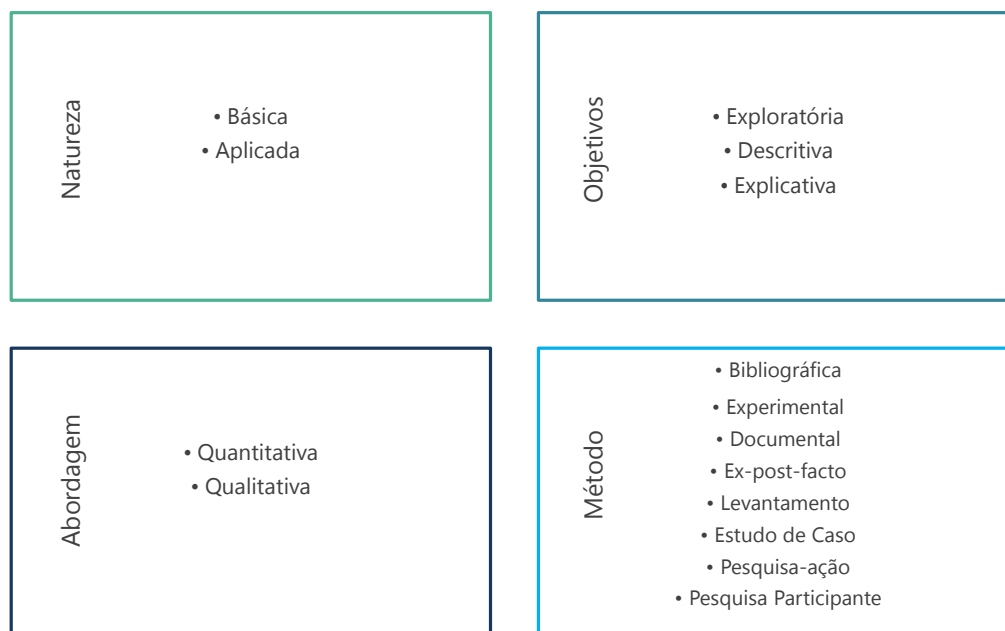 Natureza
• Básica
• Aplicada
Objetivos
• Exploratória
• Descritiva
• Explicativa
Abordagem
• Quantitativa
• Qualitativa
Método
• Bibliográfica
• Experimental
• Documental
• Ex-post-facto
• Levantamento
• Estudo de Caso
• Pesquisa-ação
• Pesquisa Participante